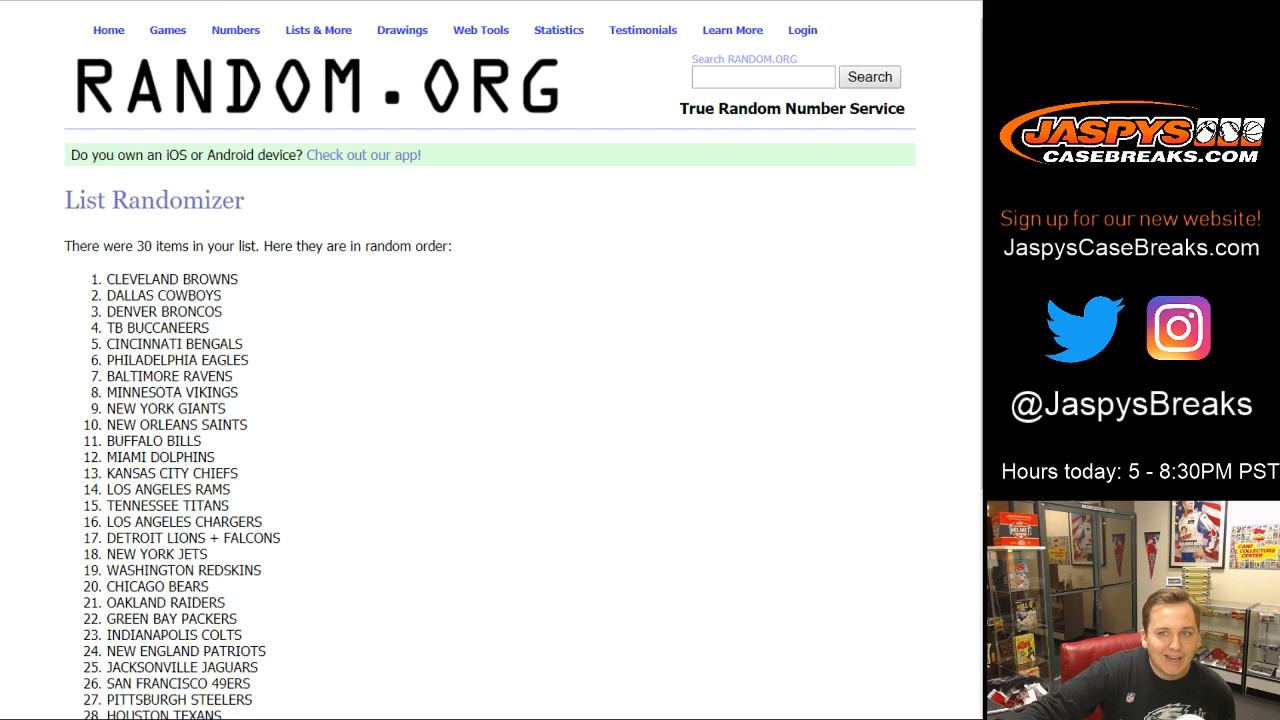 Home Games Numbers Lists & More Drawings Web Tools Statistics Testimonials Learn More Login
RANDOM.ORG
Search RANDOM.ORG
Search
True Random Number Service
Do you own an iOS or Android device? Check out our app!
List Randomizer
There were 30 items in your list. Here they are in random order:
1. CLEVELAND BROWNS
2. DALLAS COWBOYS
3. DENVER BRONCOS
4. TB BUCCANEERS
5. CINCINNATI BENGALS
6. PHILADELPHIA EAGLES
7. BALTIMORE RAVENS
8. MINNESOTA VIKINGS
9. NEW YORK GIANTS
10. NEW ORLEANS SAINTS
11. BUFFALO BILLS
12. MIAMI DOLPHINS
13. KANSAS CITY CHIEFS
14. LOS ANGELES RAMS
15. TENNESSEE TITANS
16. LOS ANGELES CHARGERS
17. DETROIT LIONS + FALCONS
18. NEW YORK JETS
19. WASHINGTON REDSKINS
20. CHICAGO BEARS
21. OAKLAND RAIDERS
22. GREEN BAY PACKERS
23. INDIANAPOLIS COLTS
24. NEW ENGLAND PATRIOTS
25. JACKSONVILLE JAGUARS
26. SAN FRANCISCO 49ERS
27. PITTSBURGH STEELERS
28. HOUSTON TEXANS
JASPYS
CASEBREAKS.COM
Sign up for our new website!
JaspysCaseBreaks.com
@JaspysBreaks
Hours today: 5 - 8:30PM PST
CARD
COLLECTORS
CENTER